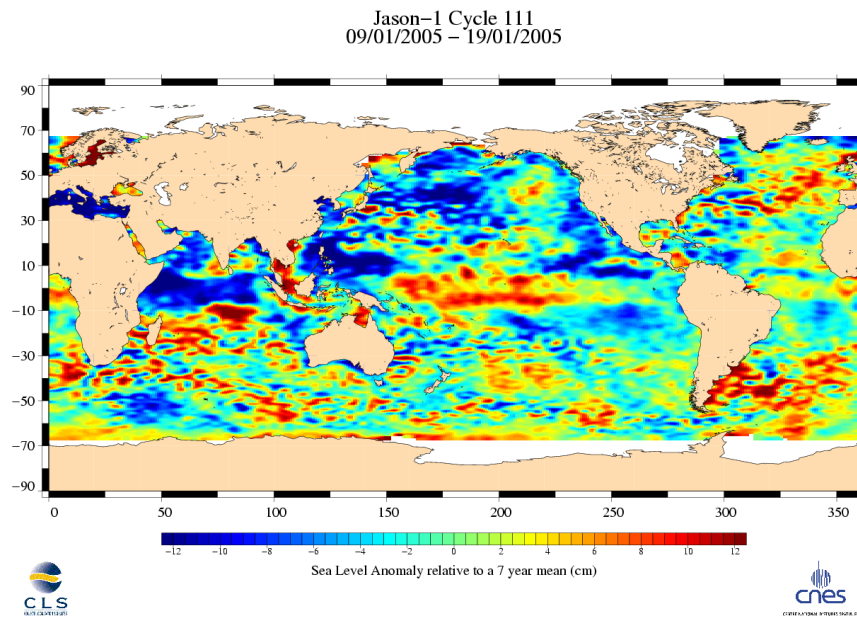 Jason−1 Cycle 111
09/01/2005 − 19/01/2005
90
70
50
30
10
−10
−30
−50
−70
−90
0 50 100 150 200 250 300 350
−12 −10 −8 −6 −4 −2 0 2 4 6 8 10 12
Sea Level Anomaly relative to a 7 year mean (cm)
CLS
cnes